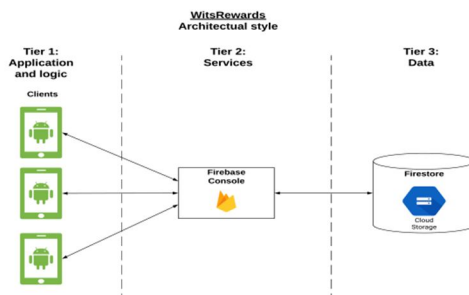 WitsRewards
Architectual style
Tier 1:
Application
and logic
Tier 2:
Services
Tier 3:
Data
Clients
Firebase
Console
Firestore
Cloud
Storage